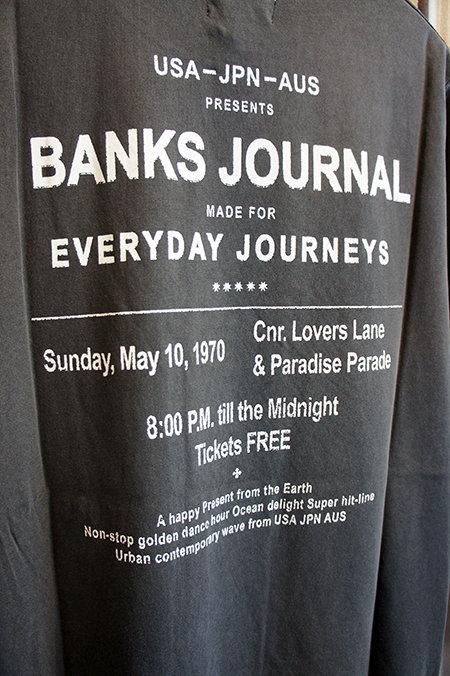 USA–JPN–AUS
PRESENTS
BANKS JOURNAL
MADE FOR
EVERYDAY JOURNEYS
*****
Sunday, May 10, 1970
Cnr. Lovers Lane
& Paradise Parade
8:00 P.M. till the Midnight
Tickets FREE
A happy Present from the Earth
Non-stop golden dance hour Ocean delight Super hit-line
Urban contemporary wave from USA JPN AUS